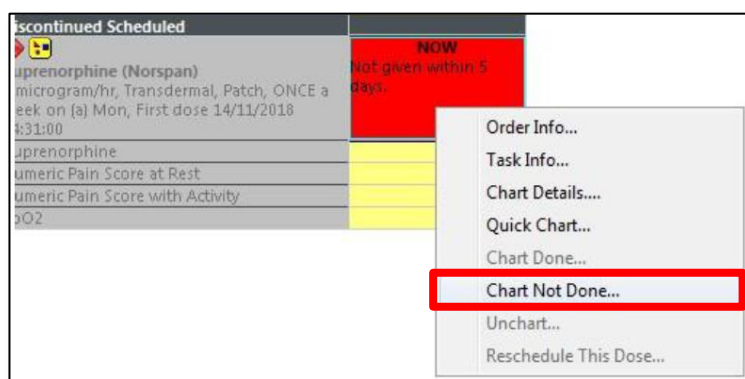 iscontinued Scheduled
NOW
Not given within 5
days.
uprenorphine (Norspan)
microgram/hr, Transdermal, Patch, ONCE a
eek on (a) Mon, First dose 14/11/2018
4:31:00
uprenorphine
umeric Pain Score at Rest
umeric Pain Score with Activity
pO2
Order Info...
Task Info...
Chart Details....
Quick Chart...
Chart Done...
Chart Not Done...
Unchart...
Reschedule This Dose...